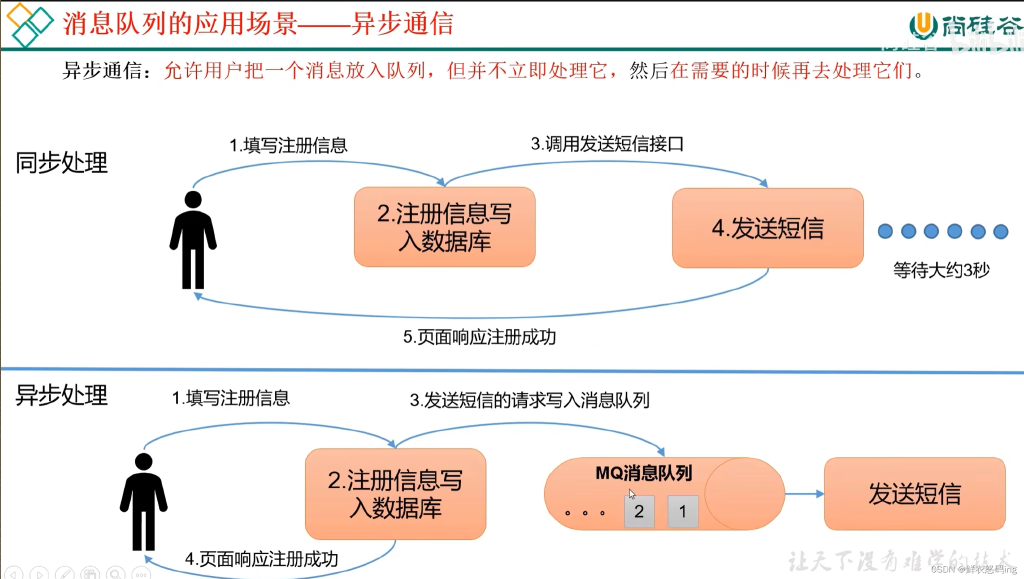 消息队列的应用场景——异步通信
尚硅谷
异步通信：允许用户把一个消息放入队列，但并不立即处理它，然后在需要的时候再去处理它们。
同步处理
1.填写注册信息
3.调用发送短信接口
2.注册信息写
入数据库
4.发送短信
等待大约3秒
5.页面响应注册成功
异步处理
1.填写注册信息
3.发送短信的请求写入消息队列
2.注册信息写
入数据库
MQ消息队列
。。。 2 1
发送短信
4.页面响应注册成功
让天下没有难学的技术